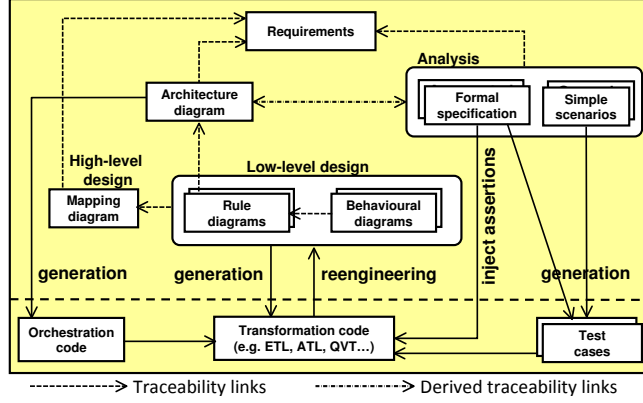 Requirements
Analysis
Architecture
diagram
Formal
specification
Simple
scenarios
High-level
design
Low-level design
Mapping
diagram
Rule
diagrams
Behavioural
diagrams
inject assertions
generation
generation
reengineering
generation
Orchestration
code
Transformation code
(e.g. ETL, ATL, QVT…)
Test
cases
Traceability links
Derived traceability links